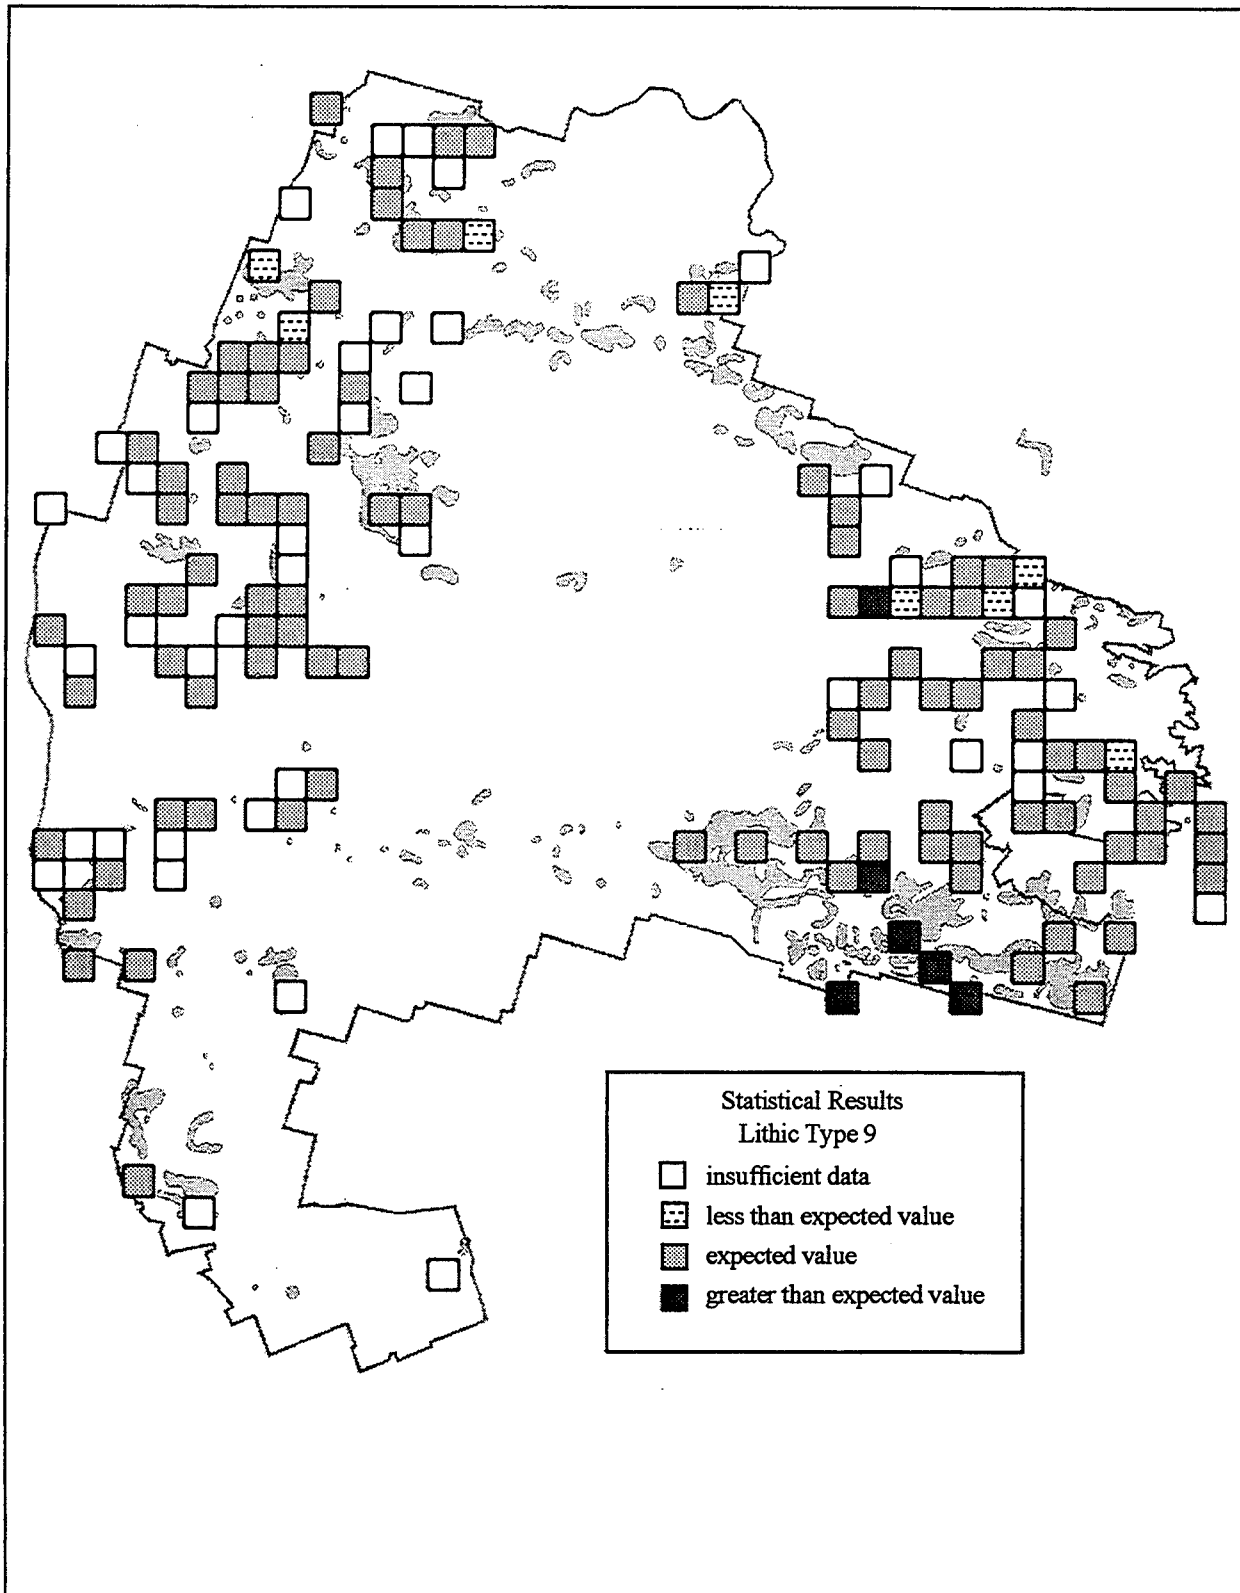 Statistical Results
Lithic Type 9
insufficient data
less than expected value
expected value
greater than expected value